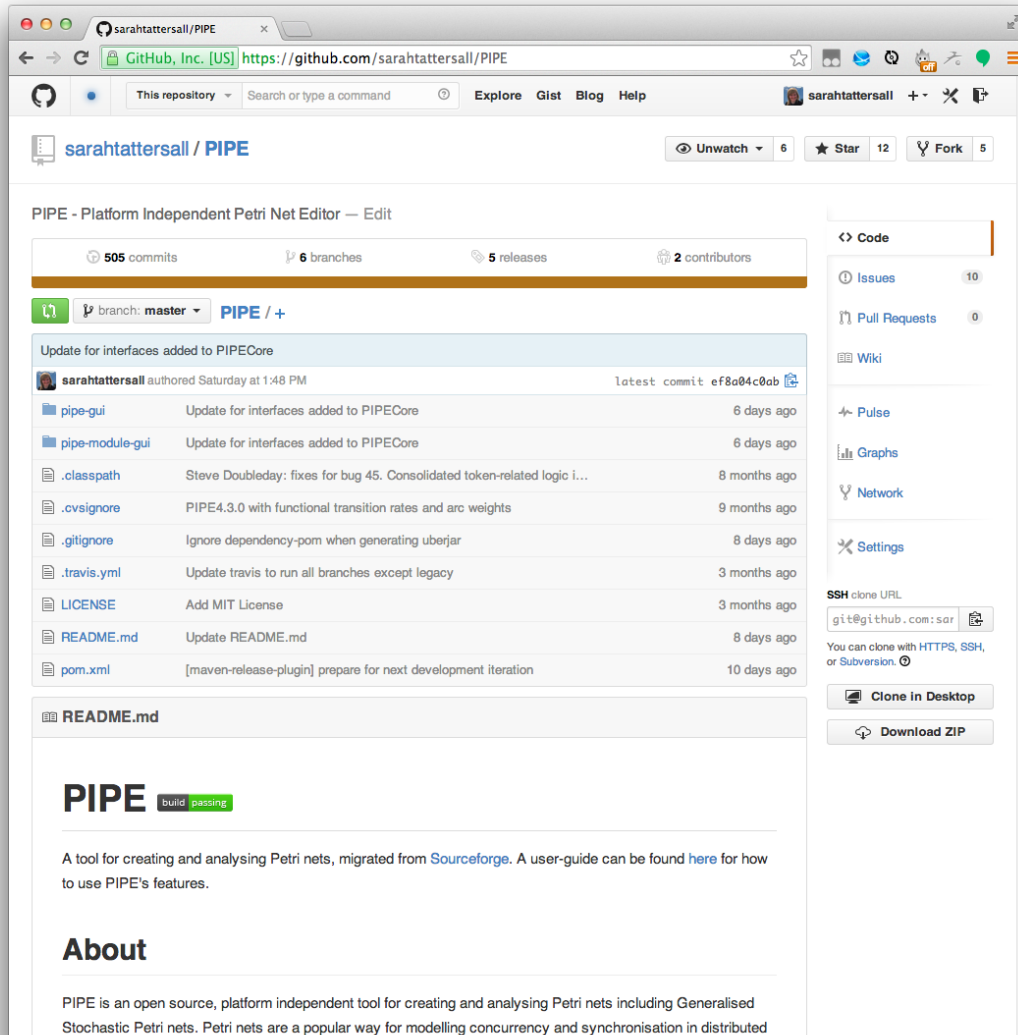 sarahtattersall/PIPE
GitHub, Inc. [US] https://github.com/sarahtattersall/PIPE
off
This repository Search or type a command Explore Gist Blog Help sarahtattersall +
sarahtattersall / PIPE Unwatch 6 Star 12 Fork 5
PIPE - Platform Independent Petri Net Editor — Edit
505 commits 6 branches 5 releases 2 contributors
branch: master PIPE / +
Update for interfaces added to PIPECore
sarahtattersall authored Saturday at 1:48 PM latest commit ef8a04c0ab
pipe-gui Update for interfaces added to PIPECore 6 days ago
pipe-module-gui Update for interfaces added to PIPECore 6 days ago
.classpath Steve Doubleday: fixes for bug 45. Consolidated token-related logic i… 8 months ago
.cvsignore PIPE4.3.0 with functional transition rates and arc weights 9 months ago
.gitignore Ignore dependency-pom when generating uberjar 8 days ago
.travis.yml Update travis to run all branches except legacy 3 months ago
LICENSE Add MIT License 3 months ago
README.md Update README.md 8 days ago
pom.xml [maven-release-plugin] prepare for next development iteration 10 days ago
Code
Issues 10
Pull Requests 0
Wiki
Pulse
Graphs
Network
Settings
SSH clone URL
git@github.com:sar
You can clone with HTTPS, SSH,
or Subversion.
Clone in Desktop
Download ZIP
README.md
PIPE build passing
A tool for creating and analysing Petri nets, migrated from Sourceforge. A user-guide can be found here for how
to use PIPE's features.
About
PIPE is an open source, platform independent tool for creating and analysing Petri nets including Generalised
Stochastic Petri nets. Petri nets are a popular way for modelling concurrency and synchronisation in distributed